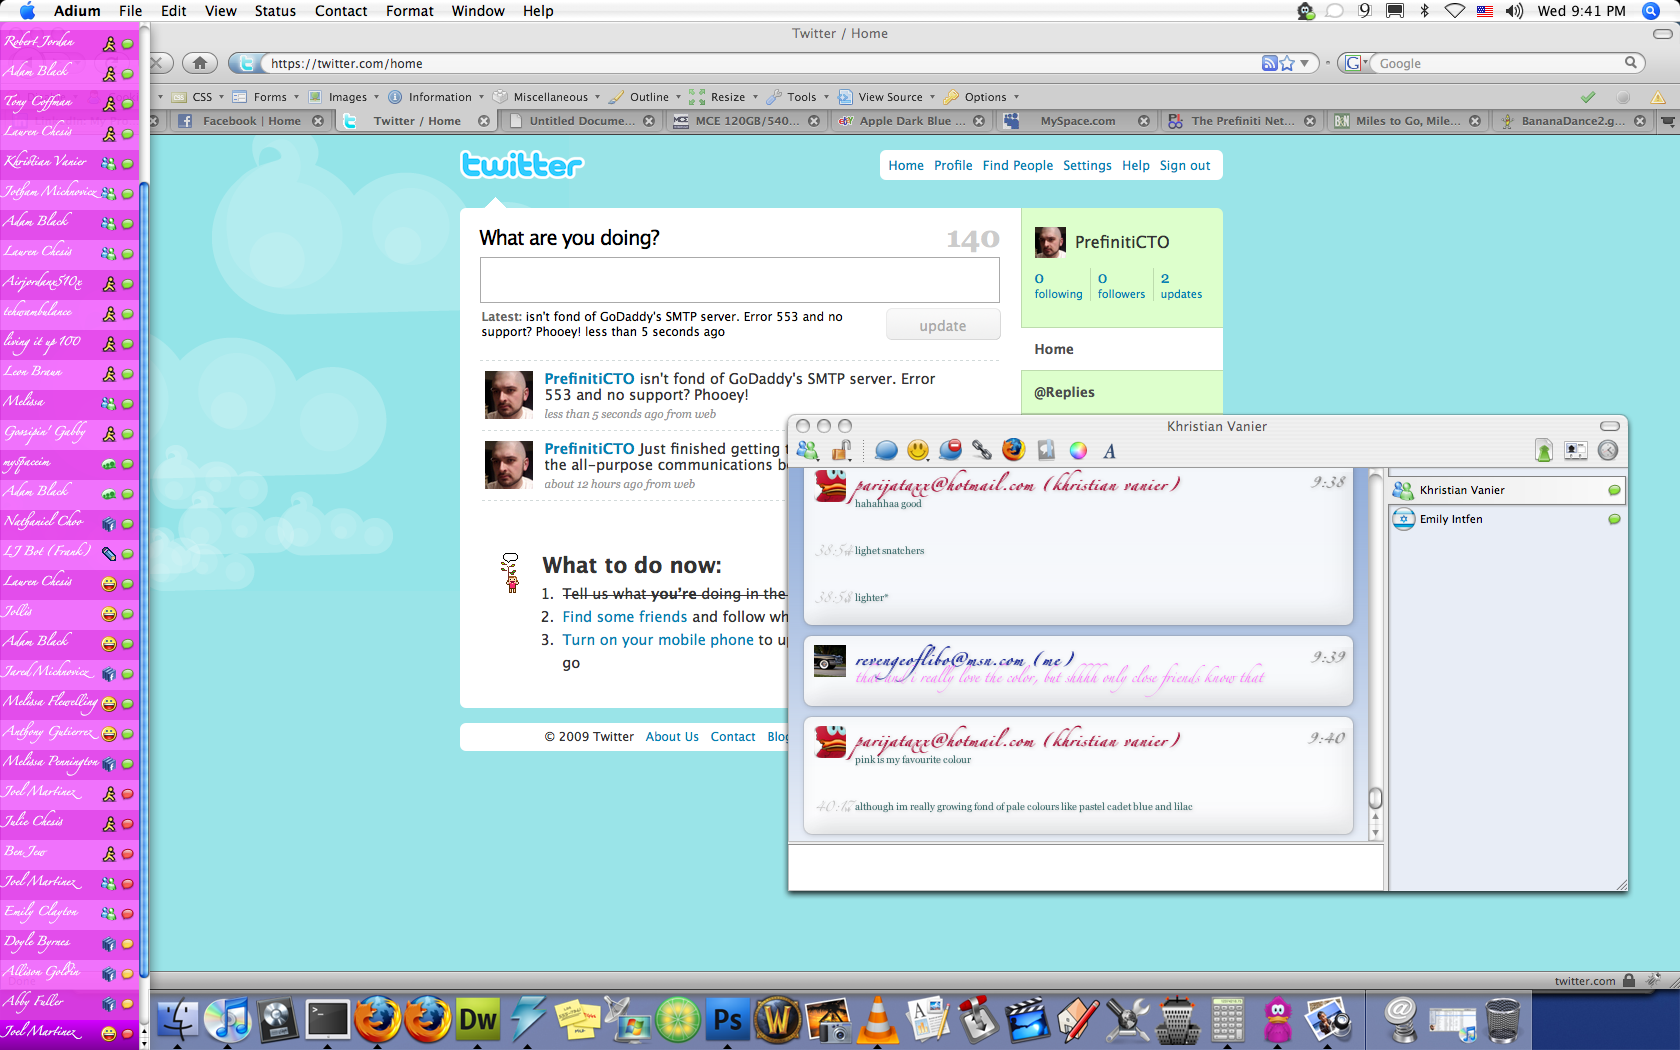 Adium File Edit View Status Contact Format Window Help
Wed 9:41 PM
Twitter / Home
https://twitter.com/home
Google
CSS Forms Images Information Miscellaneous Outline Resize Tools View Source Options
Facebook | Home
Twitter / Home
Untitled Docume...
MCE 120GB/540...
Apple Dark Blue ...
MySpace.com
The Prefiniti Net...
Miles to Go, Mile...
BananaDance2.g...
Robert Jordan
Adam Black
Tony Coffman
Lauren Chesis
Khristian Vanier
Jotham Michnovicz
Adam Black
Lauren Chesis
Airjordanx510x
tehwambulance
living it up 100
Leon Braun
Melissa
Gossipin' Gabby
myspaceim
Adam Black
Nathaniel Choo
LJ Bot (Frank)
Lauren Chesis
Jollis
Adam Black
Jared Michnovicz
Melissa Flewelling
Anthony Gutierrez
Melissa Pennington
Joel Martinez
Julie Chesis
Ben Jew
Joel Martinez
Emily Clayton
Doyle Byrnes
Allison Goldin
Abby Fuller
Joel Martinez
twitter
Home Profile Find People Settings Help Sign out
What are you doing?
140
Latest: isn't fond of GoDaddy's SMTP server. Error 553 and no
support? Phooey! less than 5 seconds ago
update
PrefinitiCTO isn't fond of GoDaddy's SMTP server. Error
553 and no support? Phooey!
less than 5 seconds ago from web
PrefinitiCTO Just finished getting
the all-purpose communications
about 12 hours ago from web
What to do now:
1. Tell us what you're doing in the
2. Find some friends and follow
3. Turn on your mobile phone to
go
© 2009 Twitter About Us Contact
PrefinitiCTO
0 0 2
following followers updates
Home
@Replies
Khristian Vanier
parijataxx@hotmail.com (khristian vanier) 9:38
hahahhaa good
38:54 lighet snatchers
38:58 lighter*
revengeoflibo@msn.com (me) 9:39
that and i really love the color, but shhhh only close friends know that
parijataxx@hotmail.com (khristian vanier) 9:40
pink is my favourite colour
40:17 although im really growing fond of pale colours like pastel cadet blue and lilac
Khristian Vanier
Emily Intfen
twitter.com
Dw
Ps